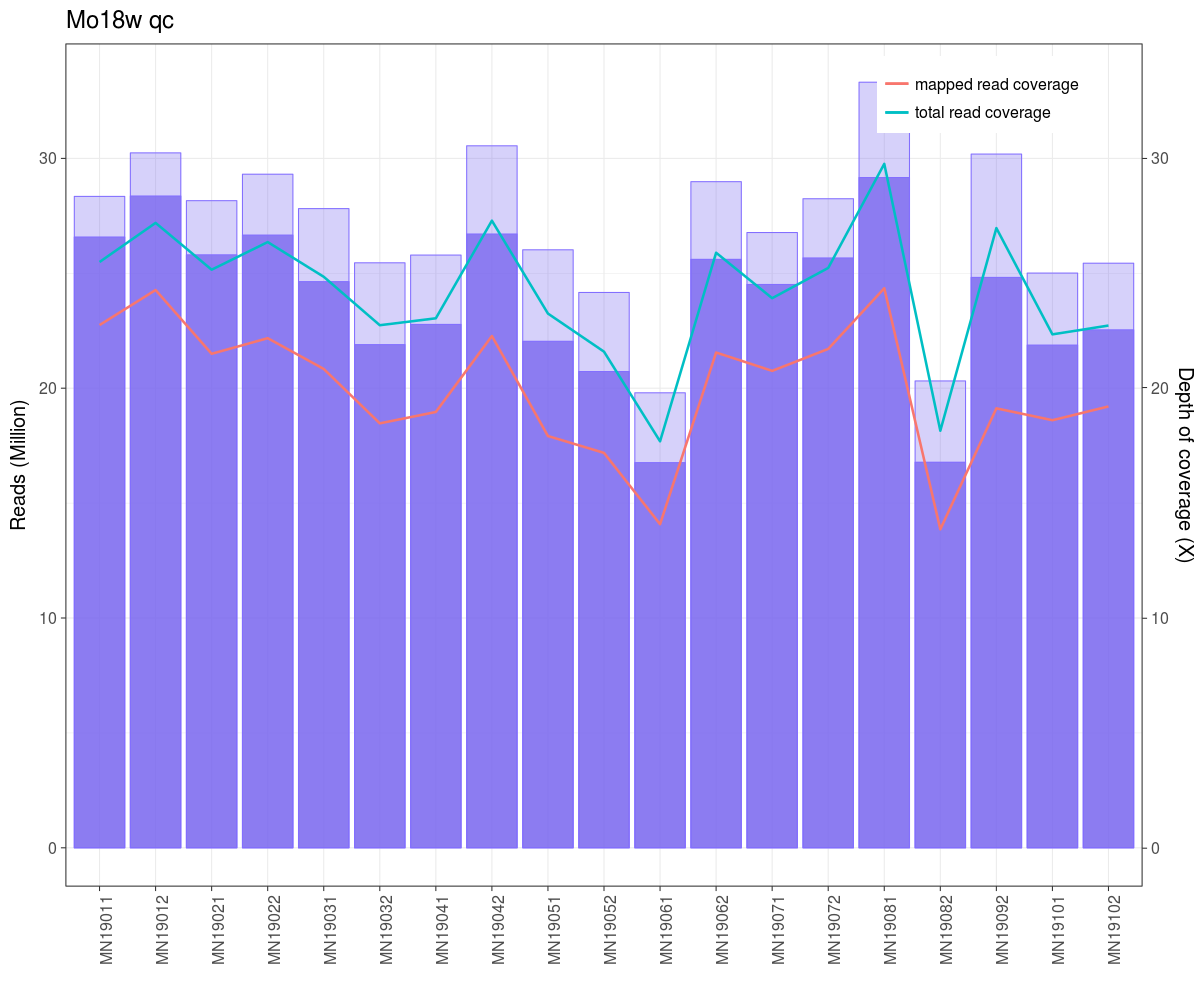 Mo18w qc
mapped read coverage
total read coverage
30
20
10
0
30
20
10
0
Reads (Million)
Depth of coverage (X)
MN19011
MN19012
MN19021
MN19022
MN19031
MN19032
MN19041
MN19042
MN19051
MN19052
MN19061
MN19062
MN19071
MN19072
MN19081
MN19082
MN19092
MN19101
MN19102